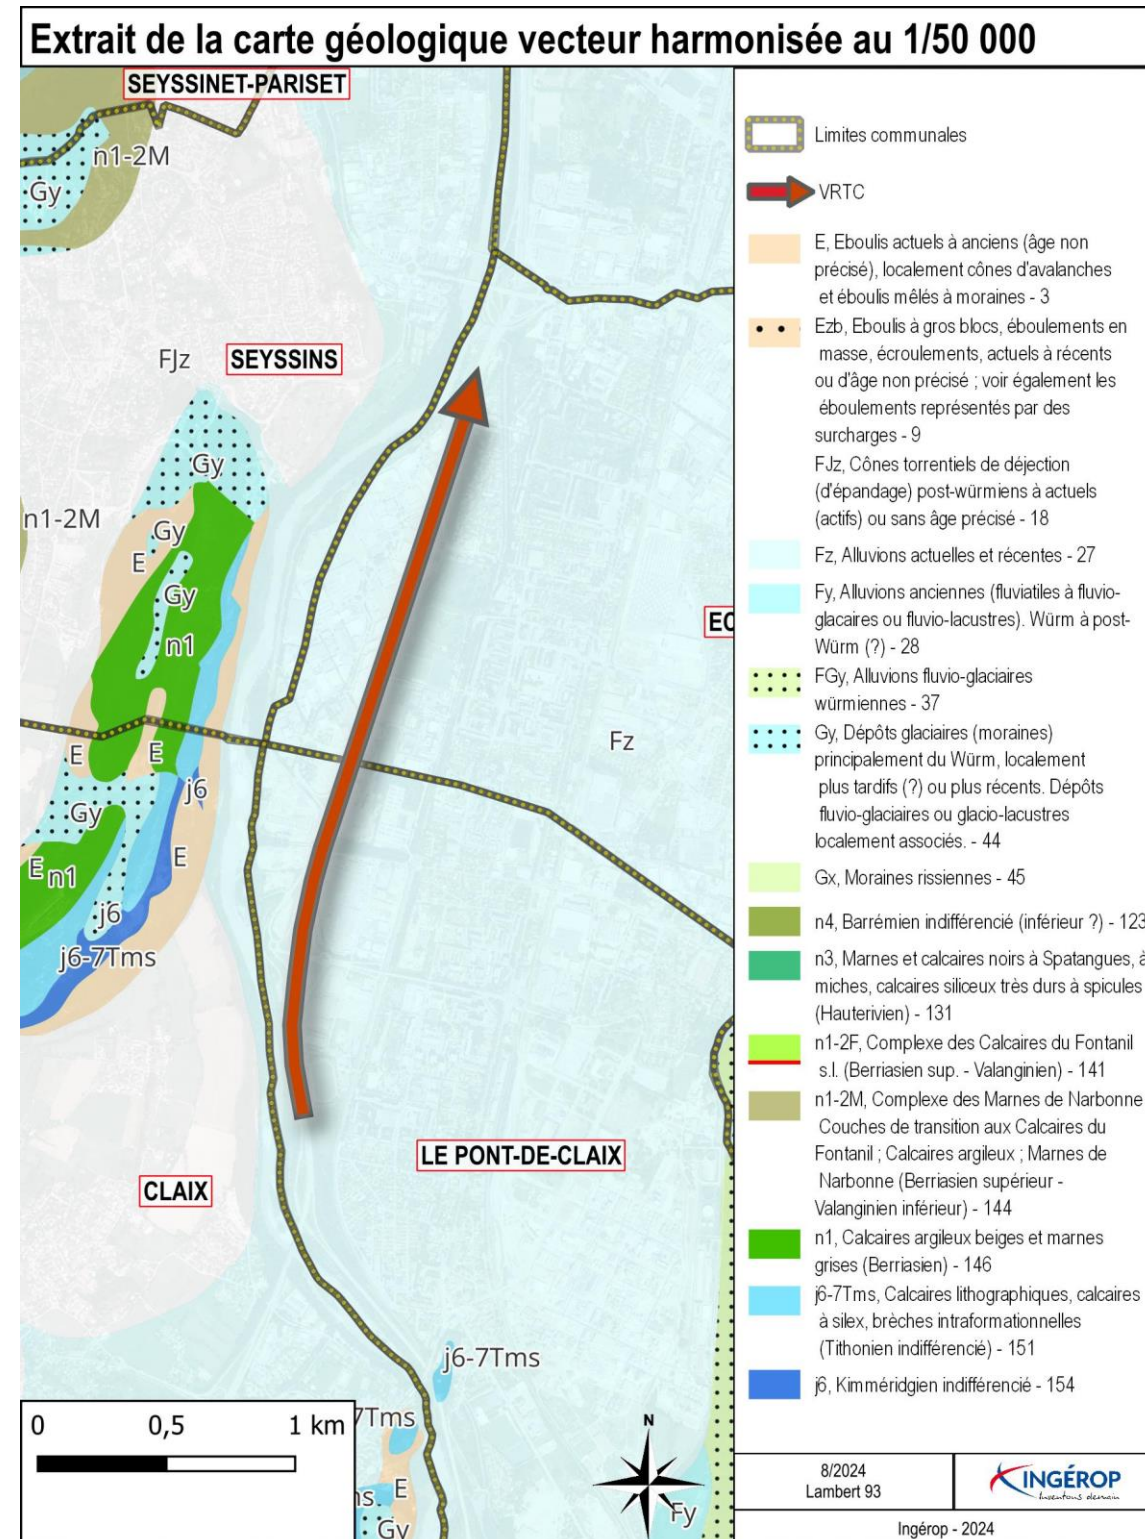 Extrait de la carte géologique vecteur harmonisée au 1/50 000
SEYSSINET-PARISET
n1-2M
Gy
FJz
SEYSSINS
Gy
n1-2M
Gy
E
Gy
n1
EC
Fz
E
E
j6
Gy
E
E
n1
j6
j6-7Tms
LE PONT-DE-CLAIX
CLAIX
j6-7Tms
7Tms
ns
E
Gy
Fy
N
0 0,5 1 km
Limites communales
VRTC
E, Eboulis actuels à anciens (âge non
précisé), localement cônes d'avalanches
et éboulis mêlés à moraines - 3
Ezb, Eboulis à gros blocs, éboulements en
masse, écroulements, actuels à récents
ou d'âge non précisé ; voir également les
éboulements représentés par des
surcharges - 9
FJz, Cônes torrentiels de déjection
(d'épandage) post-würmiens à actuels
(actifs) ou sans âge précisé - 18
Fz, Alluvions actuelles et récentes - 27
Fy, Alluvions anciennes (fluviatiles à fluvio-
glacaires ou fluvio-lacustres). Würm à post-
Würm (?) - 28
FGy, Alluvions fluvio-glaciaires
würmiennes - 37
Gy, Dépôts glaciaires (moraines)
principalement du Würm, localement
plus tardifs (?) ou plus récents. Dépôts
fluvio-glaciaires ou glacio-lacustres
localement associés. - 44
Gx, Moraines rissiennes - 45
n4, Barrémien indifférencié (inférieur ?) - 123
n3, Marnes et calcaires noirs à Spatangues, à
miches, calcaires siliceux très durs à spicules
(Hauterivien) - 131
n1-2F, Complexe des Calcaires du Fontanil
s.l. (Berriasien sup. - Valanginien) - 141
n1-2M, Complexe des Marnes de Narbonne
Couches de transition aux Calcaires du
Fontanil ; Calcaires argileux ; Marnes de
Narbonne (Berriasien supérieur -
Valanginien inférieur) - 144
n1, Calcaires argileux beiges et marnes
grises (Berriasien) - 146
j6-7Tms, Calcaires lithographiques, calcaires
à silex, brèches intraformationnelles
(Tithonien indifférencié) - 151
j6, Kimméridgien indifférencié - 154
8/2024
Lambert 93
INGÉROP
Inventons demain
Ingérop - 2024